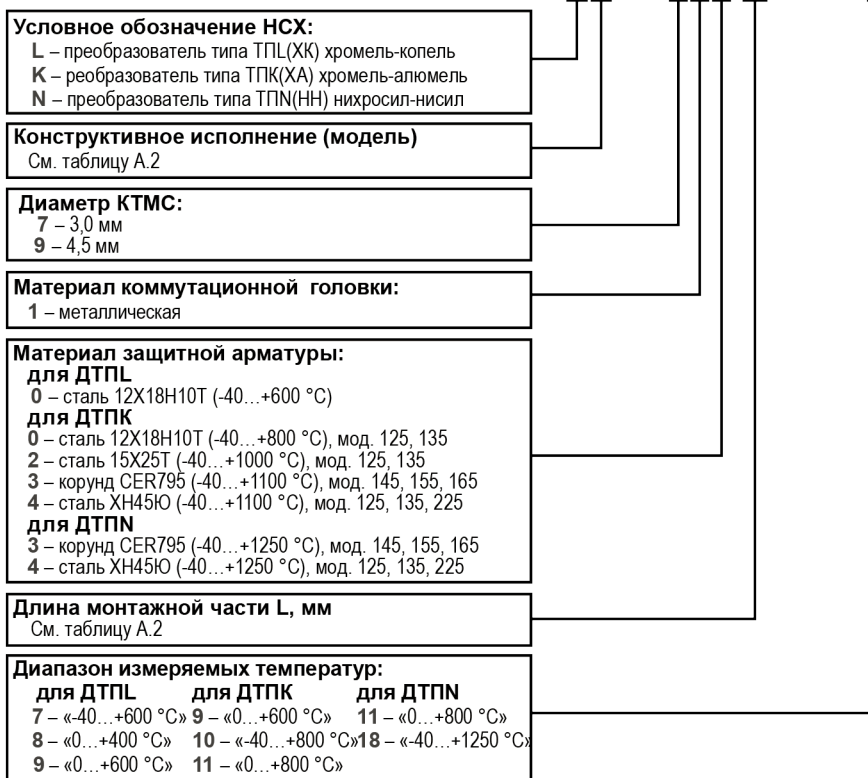 Условное обозначение НСХ:
L – преобразователь типа ТПL(ХК) хромель-копель
K – реобразователь типа ТПК(ХА) хромель-алюмель
N – преобразователь типа ТПN(НН) нихросил-нисил
Конструктивное исполнение (модель)
См. таблицу А.2
Диаметр КТМС:
7 – 3,0 мм
9 – 4,5 мм
Материал коммутационной головки:
1 – металлическая
Материал защитной арматуры:
для ДТПL
0 – сталь 12Х18Н10Т (-40…+600 °С)
для ДТПК
0 – сталь 12Х18Н10Т (-40…+800 °С), мод. 125, 135
2 – сталь 15Х25Т (-40…+1000 °С), мод. 125, 135
3 – корунд CER795 (-40…+1100 °С), мод. 145, 155, 165
4 – сталь ХН45Ю (-40…+1100 °С), мод. 125, 135, 225
для ДТПN
3 – корунд CER795 (-40…+1250 °С), мод. 145, 155, 165
4 – сталь ХН45Ю (-40…+1250 °С), мод. 125, 135, 225
Длина монтажной части L, мм
См. таблицу А.2
Диапазон измеряемых температур:
для ДТПL для ДТПК для ДТПN
7 – «-40…+600 °С» 9 – «0…+600 °С» 11 – «0…+800 °С»
8 – «0…+400 °С» 10 – «-40…+800 °С» 18 – «-40…+1250 °С»
9 – «0…+600 °С» 11 – «0…+800 °С»